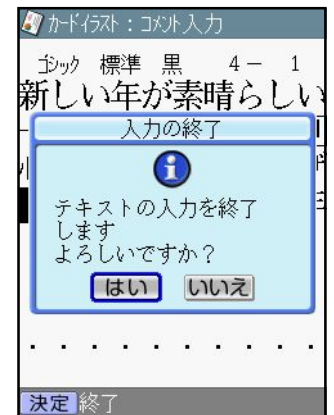 カードイラスト：コメント入力
ゴシック 標準 黒 4－ 1
新しい年が素晴らしい
入力の終了
テキストの入力を終了
します
よろしいですか？
はい いいえ
・・・・・・・・・・
決定 終了